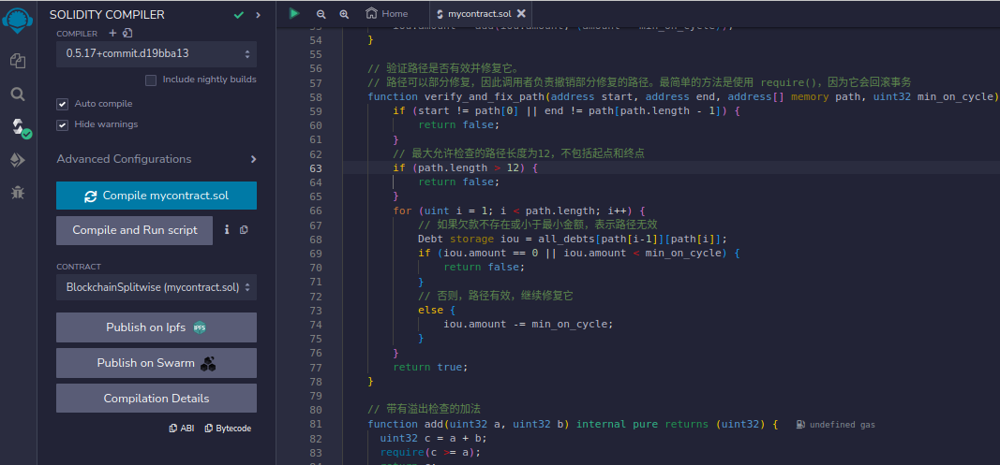 SOLIDITY COMPILER
COMPILER
0.5.17+commit.d19bba13
Include nightly builds
Auto compile
Hide warnings
Advanced Configurations
Compile mycontract.sol
Compile and Run script
CONTRACT
BlockchainSplitwise (mycontract.sol)
Publish on Ipfs IPFS
Publish on Swarm
Compilation Details
ABI Bytecode
Home mycontract.sol
54 }
55
56 // 验证路径是否有效并修复它。
57 // 路径可以部分修复，因此调用者负责撤销部分修复的路径。最简单的方法是使用 require()，因为它会回滚事务
58 function verify_and_fix_path(address start, address end, address[] memory path, uint32 min_on_cycle)
59 if (start != path[0] || end != path[path.length - 1]) {
60 return false;
61 }
62 // 最大允许检查的路径长度为12，不包括起点和终点
63 if (path.length > 12) {
64 return false;
65 }
66 for (uint i = 1; i < path.length; i++) {
67 // 如果欠款不存在或小于最小金额，表示路径无效
68 Debt storage iou = all_debts[path[i-1]][path[i]];
69 if (iou.amount == 0 || iou.amount < min_on_cycle) {
70 return false;
71 }
72 // 否则，路径有效，继续修复它
73 else {
74 iou.amount -= min_on_cycle;
75 }
76 }
77 return true;
78 }
79
80 // 带有溢出检查的加法
81 function add(uint32 a, uint32 b) internal pure returns (uint32) { undefined gas
82 uint32 c = a + b;
83 require(c >= a);